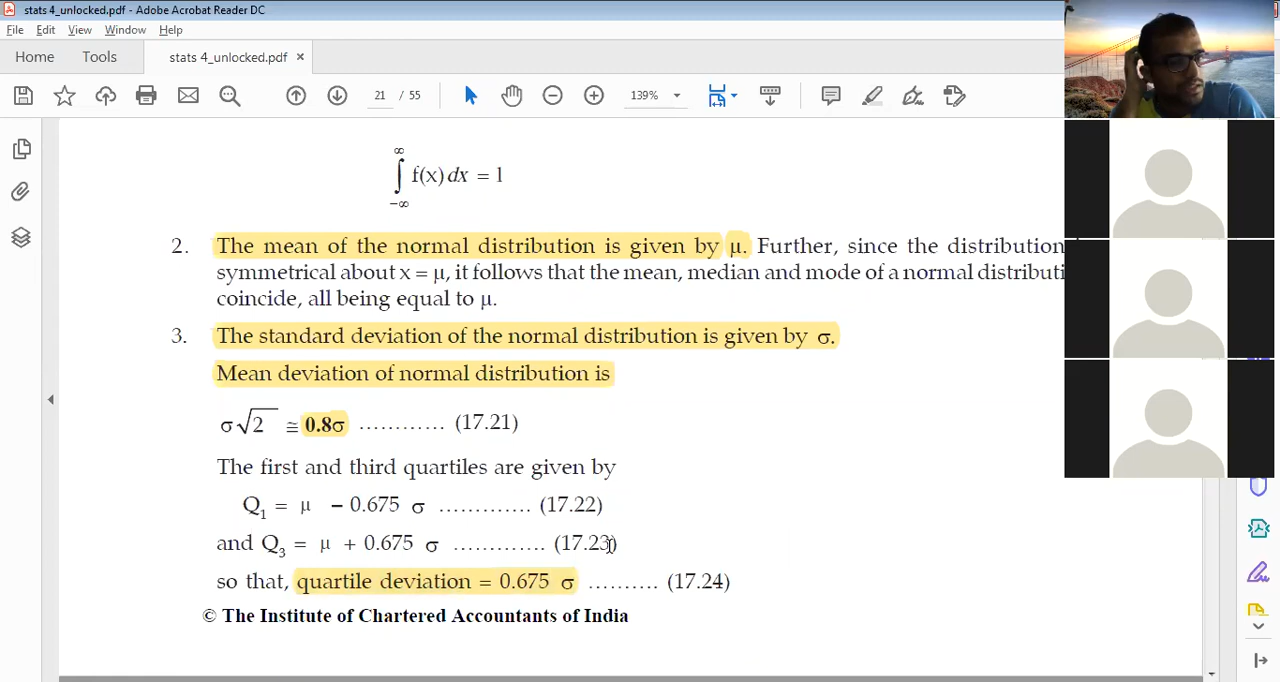 stats 4_unlocked.pdf - Adobe Acrobat Reader DC
File Edit View Window Help
Home Tools stats 4_unlocked.pdf ×
21 / 55 139%
∞
∫ f(x) dx = 1
−∞
2. The mean of the normal distribution is given by μ. Further, since the distribution
symmetrical about x = μ, it follows that the mean, median and mode of a normal distributi
coincide, all being equal to μ.
3. The standard deviation of the normal distribution is given by σ.
Mean deviation of normal distribution is
σ√2 ≅ 0.8σ ............ (17.21)
The first and third quartiles are given by
Q1 = μ − 0.675 σ ............. (17.22)
and Q3 = μ + 0.675 σ ............. (17.23)
so that, quartile deviation = 0.675 σ .......... (17.24)
© The Institute of Chartered Accountants of India